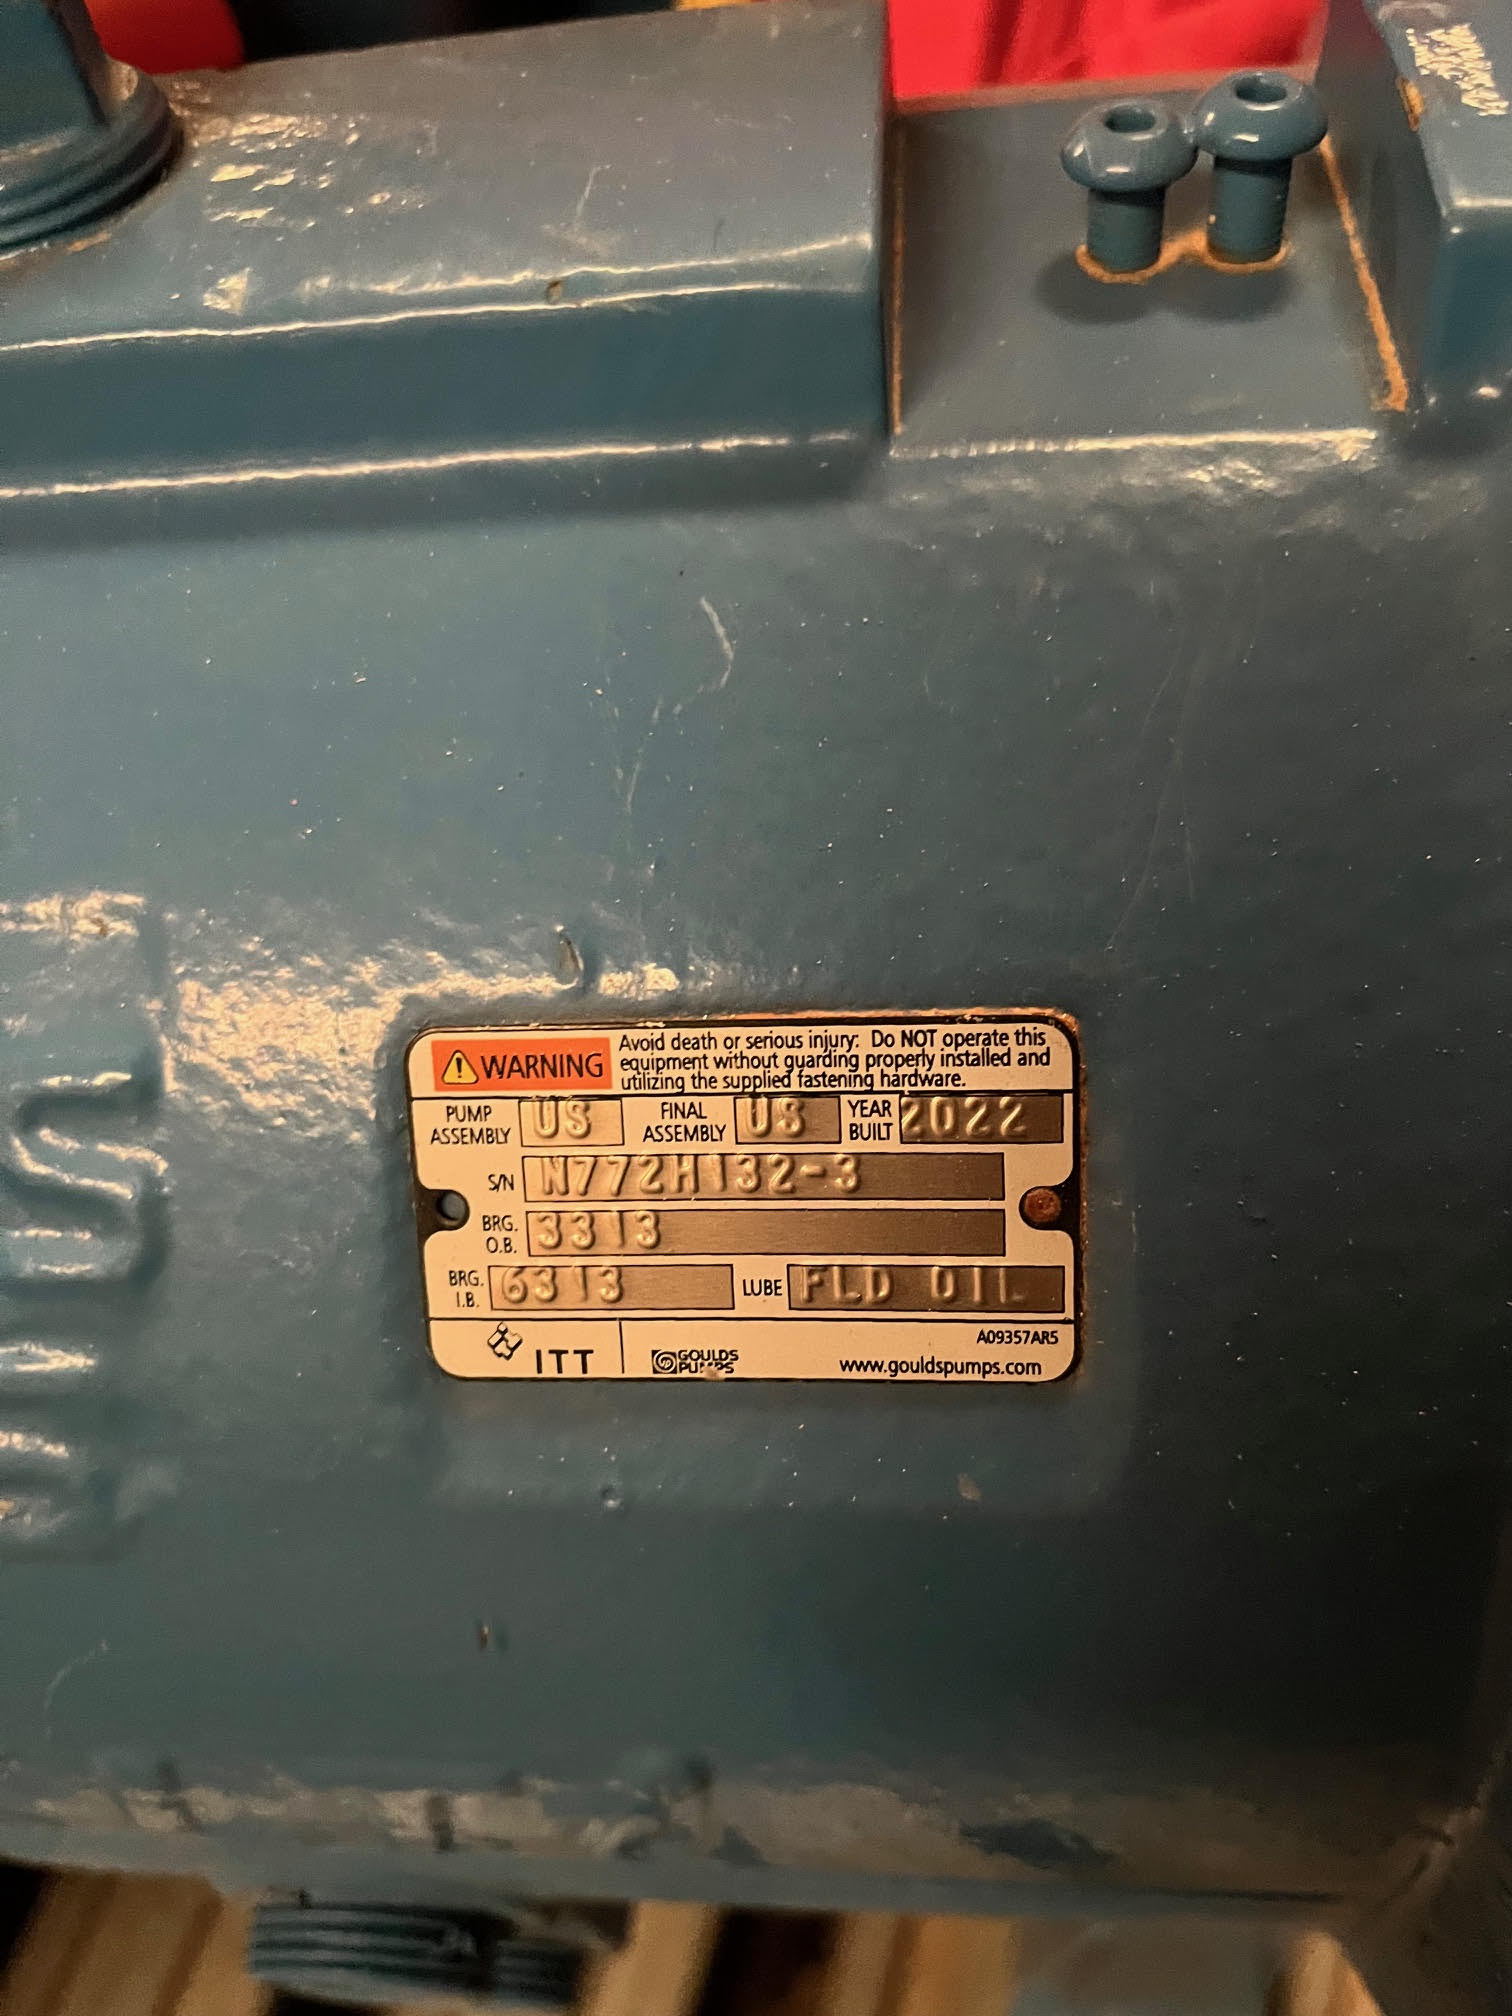 WARNING
Avoid death or serious injury: Do NOT operate this
equipment without guarding properly installed and
utilizing the supplied fastening hardware.
PUMP ASSEMBLY US FINAL ASSEMBLY US YEAR BUILT 2022
S/N N772H132-3
BRG. O.B. 3313
BRG. I.B. 6313 LUBE FLD OIL
A09357AR5
ITT GOULDS PUMPS www.gouldspumps.com
S